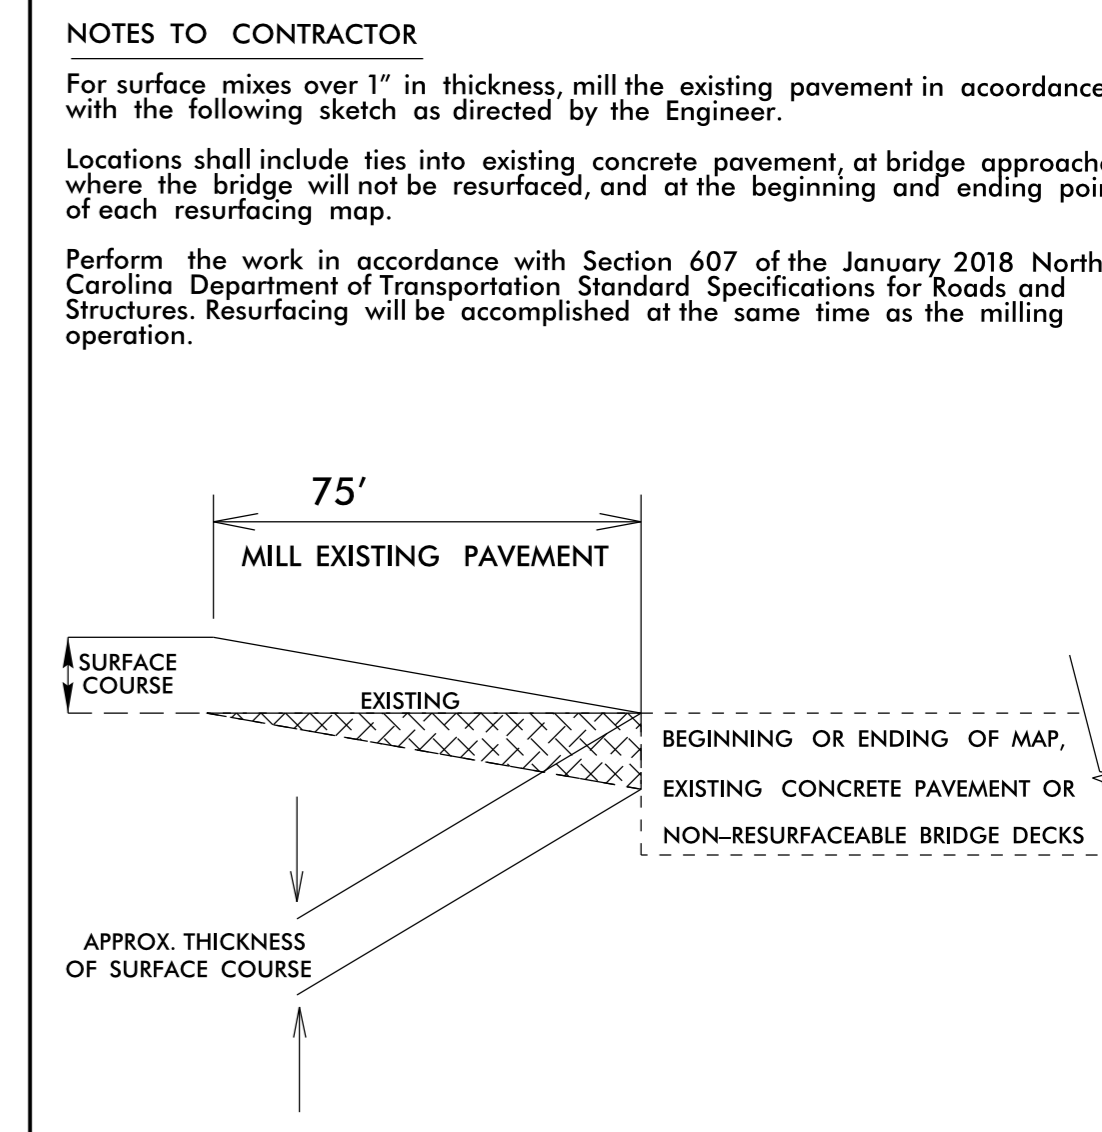 NOTES TO CONTRACTOR
For surface mixes over 1" in thickness, mill the existing pavement in acoordance
with the following sketch as directed by the Engineer.
Locations shall include ties into existing concrete pavement, at bridge approache
where the bridge will not be resurfaced, and at the beginning and ending poi
of each resurfacing map.
Perform the work in accordance with Section 607 of the January 2018 North
Carolina Department of Transportation Standard Specifications for Roads and
Structures. Resurfacing will be accomplished at the same time as the milling
operation.
75'
MILL EXISTING PAVEMENT
SURFACE
COURSE
EXISTING
BEGINNING OR ENDING OF MAP,
EXISTING CONCRETE PAVEMENT OR
NON-RESURFACEABLE BRIDGE DECKS
APPROX. THICKNESS
OF SURFACE COURSE